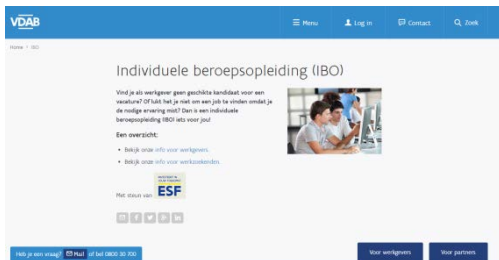 VDAB
Menu
Log in
Contact
Zoek
Home > IBO
Individuele beroepsopleiding (IBO)
Vind je als werkgever geen geschikte kandidaat voor een
vacature? Of lukt het je niet om een job te vinden omdat je
de nodige ervaring mist? Dan is een individuele
beroepsopleiding (IBO) iets voor jou!
Een overzicht:
• Bekijk onze info voor werkgevers.
• Bekijk onze info voor werkzoekenden.
Met steun van
ESF
Heb je een vraag? Mail of bel 0800 30 700
Voor werkgevers
Voor partners